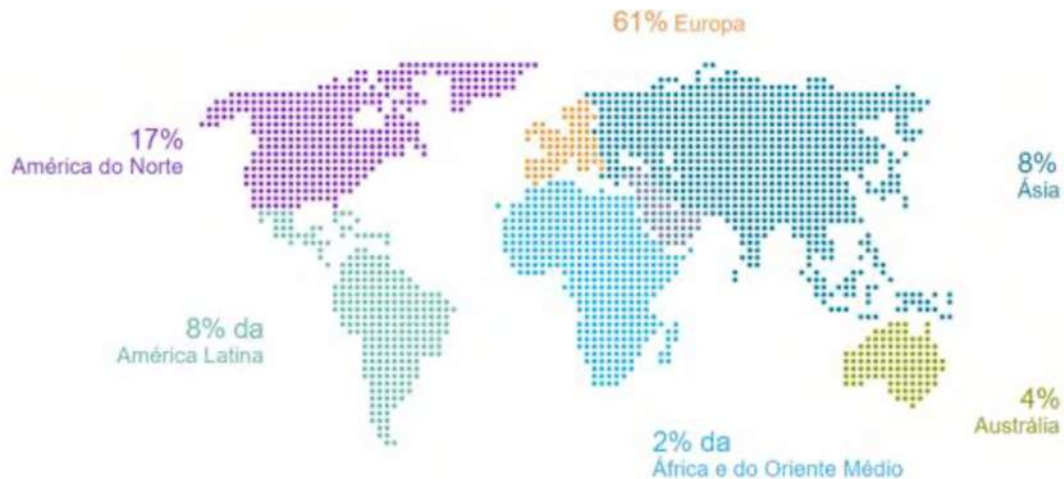 61% Europa
17%
América do Norte
8%
Ásia
8% da
América Latina
4%
Austrália
2% da
África e do Oriente Médio